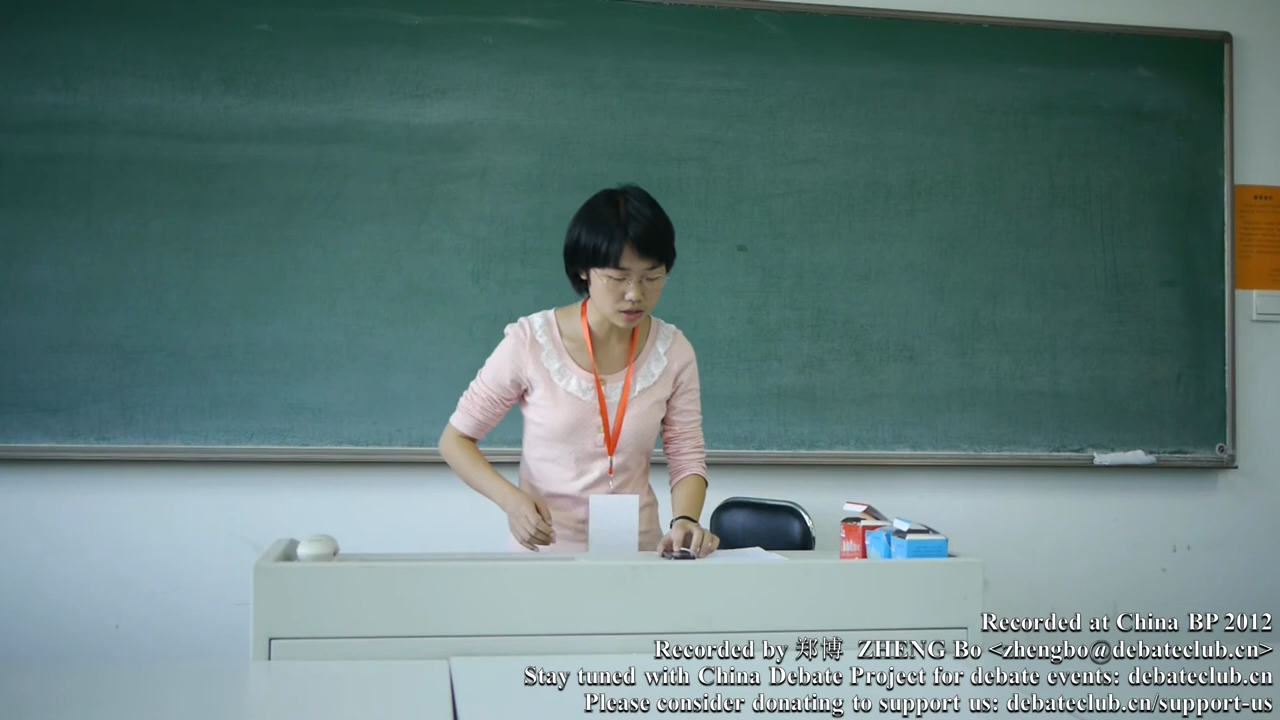 Recorded at China BP 2012
Recorded by 郑博 ZHENG Bo <zhengbo@debateclub.cn>
Stay tuned with China Debate Project for debate events: debateclub.cn
Please consider donating to support us: debateclub.cn/support-us